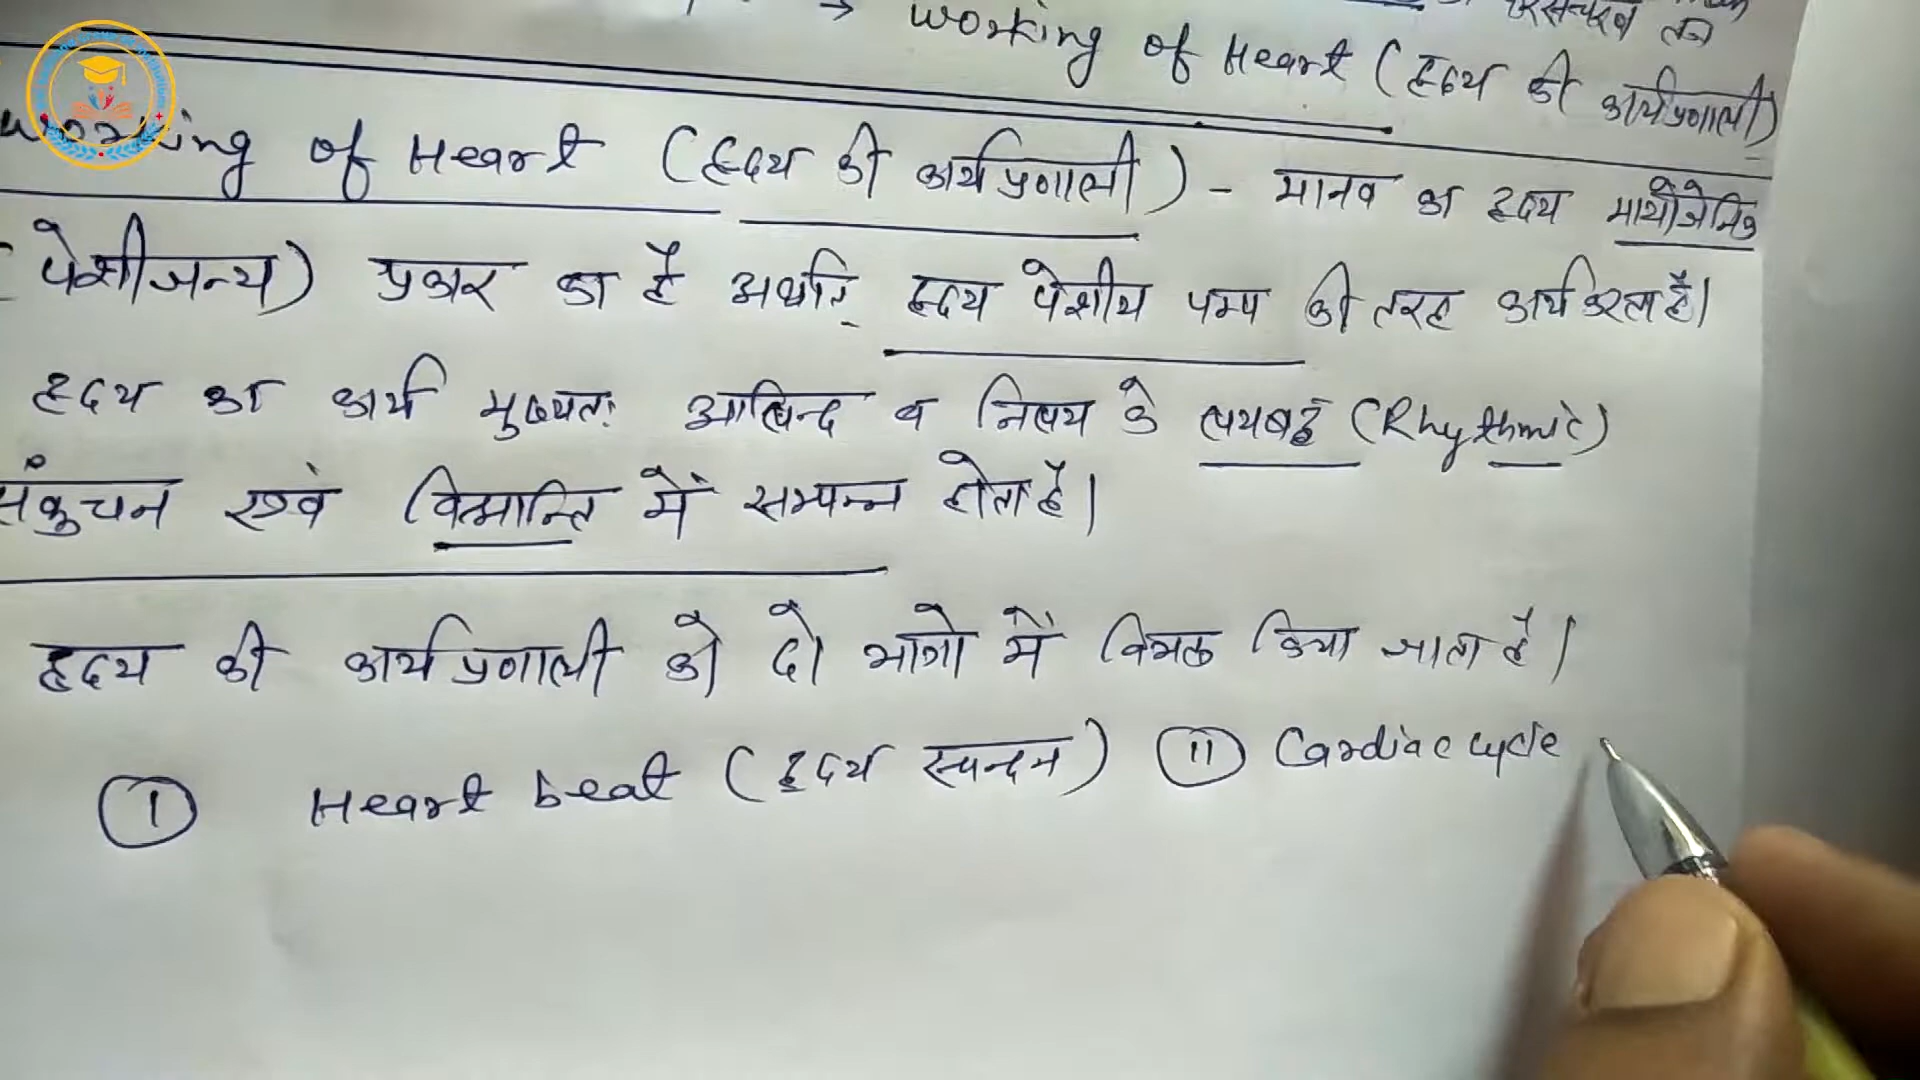 → working of Heart (हृदय की कार्यप्रणाली)
working of Heart (हृदय की कार्यप्रणाली) - मानव का हृदय मायोजेनिक
(पेशीजन्य) प्रकार का है अर्थात् हृदय पेशीय पम्प की तरह कार्य करता है।
हृदय का कार्य मुख्यतः आलिन्द व निलय के लयबद्ध (Rhythmic)
संकुचन एवं विश्रान्ति में सम्पन्न होता है।
हृदय की कार्यप्रणाली को दो भागो में विभक्त किया जाता है।
I Heart beat (हृदय स्पन्दन) II Cardiac cycle